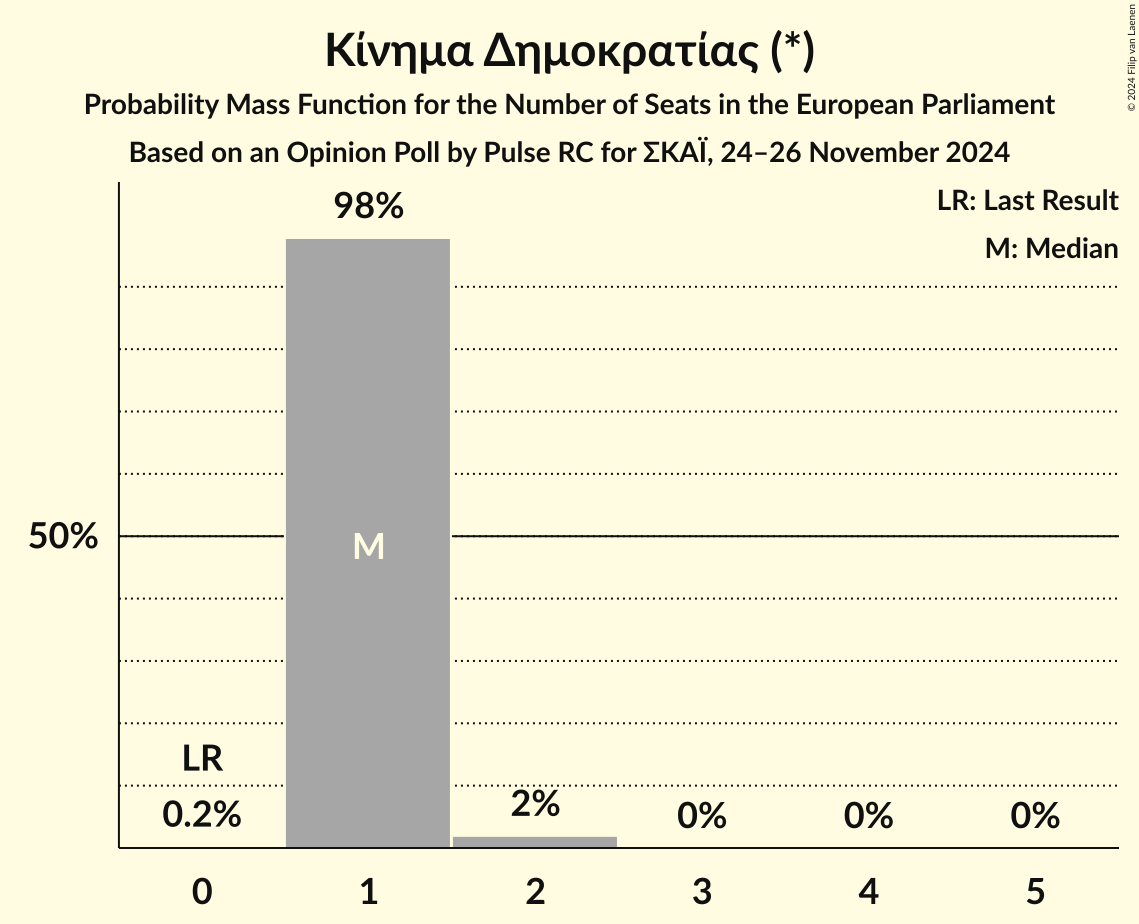 Κίνημα Δημοκρατίας (*)
Probability Mass Function for the Number of Seats in the European Parliament
Based on an Opinion Poll by Pulse RC for ΣΚΑΪ, 24–26 November 2024
© 2024 Filip van Laenen
LR: Last Result
M: Median
98%
50%
M
LR
0.2%
2%
0%
0%
0%
0
1
2
3
4
5